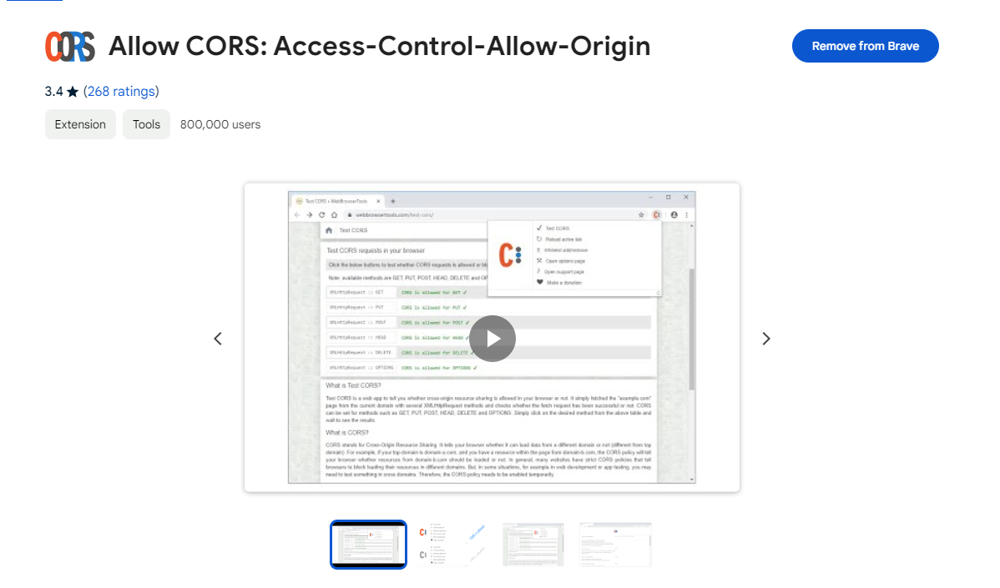 CORS Allow CORS: Access-Control-Allow-Origin
Remove from Brave
3.4 ★ (268 ratings)
Extension Tools 800,000 users
Test CORS • WebBrowserTools
webbrowsertools.com/test-cors/
Test CORS
Test CORS requests in your browser
Click the below buttons to test whether CORS requests is allowed or
Note: available methods are GET, PUT, POST, HEAD, DELETE and
XMLHttpRequest :: GET CORS is allowed for GET ✓
XMLHttpRequest :: PUT CORS is allowed for PUT ✓
XMLHttpRequest :: POST CORS is allowed for POST ✓
XMLHttpRequest :: HEAD CORS is allowed for HEAD ✓
XMLHttpRequest :: DELETE CORS is allowed for DELETE ✓
XMLHttpRequest :: OPTIONS CORS is allowed for OPTIONS ✓
C:
✓ Test CORS
Reload active tab
Whitelist add/remove
Open options page
? Open support page
Make a donation
What is Test CORS?
Test CORS is a web app to tell you whether cross-origin resource sharing is allowed in your browser or not. It simply fetched the "example.com"
page from the current domain with several XMLHttpRequest methods and checks whether the fetch request has been successful or not. CORS
can be set for methods such as GET, PUT, POST, HEAD, DELETE and OPTIONS. Simply click on the desired method from the above table and
wait to see the results.
What is CORS?
CORS stands for Cross-Origin Resource Sharing. It tells your browser whether it can load data from a different domain or not (different from top
domain). For example, if your top domain is domain-a.com, and you have a resource within the page from domain-b.com, the CORS policy will tell
your browser whether resources from domain-b.com should be loaded or not. In general, many websites have strict CORS policies that tell
browsers to block loading their resources in different domains. But, in some situations, for example in web development or app testing, you may
need to test something in cross domains. Therefore, the CORS policy needs to be enabled temporarily.